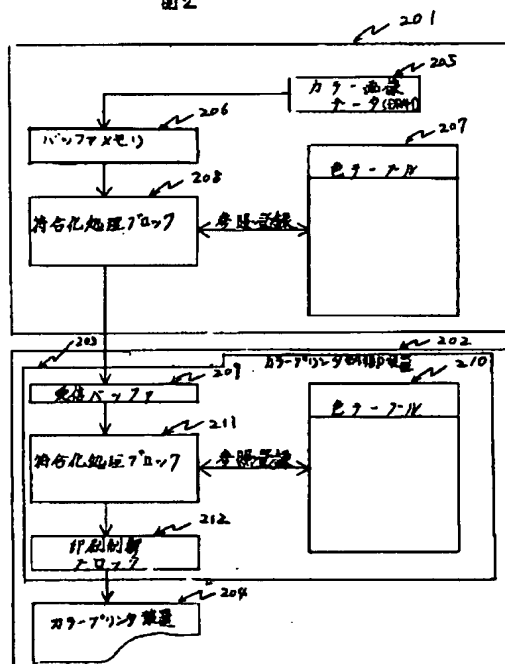 図2
201
205
カラー画像
データ(DRAM)
206
バッファメモリ
207
色テーブル
208
符合化処理ブロック
参照・登録
203
202
カラープリンタ制御装置
209
受信バッファ
210
色テーブル
211
符合化処理ブロック
参照・登録
212
印刷制御
ブロック
204
カラープリンタ装置